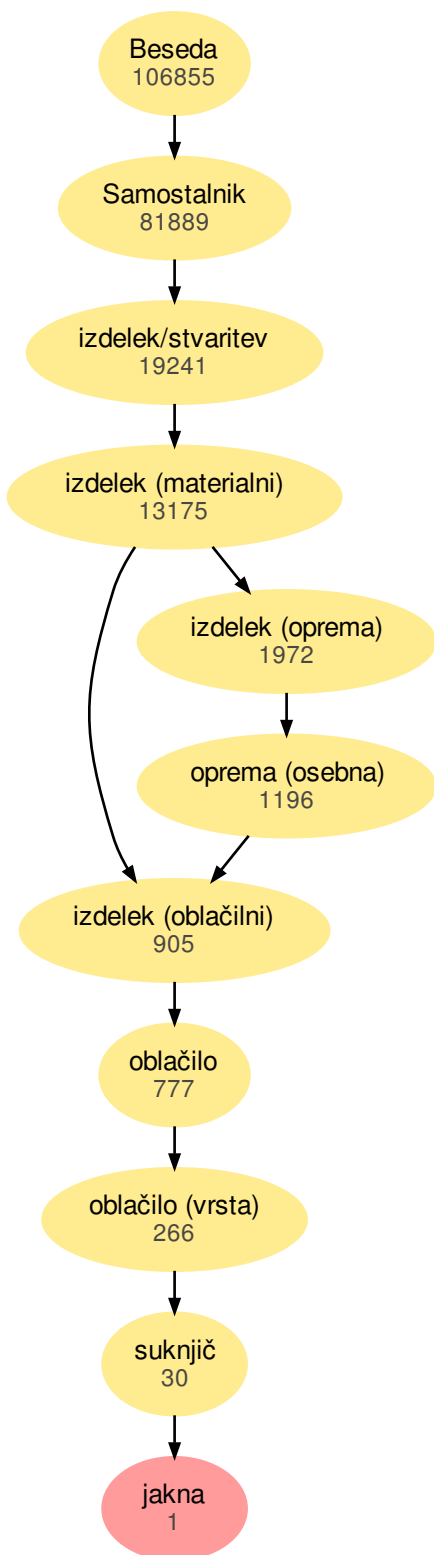 Beseda
106855
Samostalnik
81889
izdelek/stvaritev
19241
izdelek (materialni)
13175
izdelek (oprema)
1972
oprema (osebna)
1196
izdelek (oblačilni)
905
oblačilo
777
oblačilo (vrsta)
266
suknjič
30
jakna
1